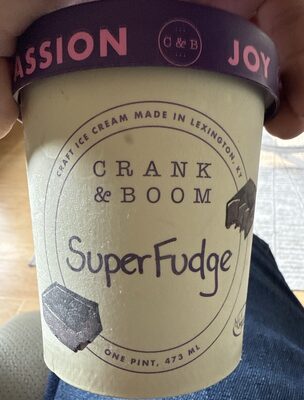 ASSION C & B JOY
CRAFT ICE CREAM MADE IN LEXINGTON, KY
CRANK
& BOOM
SuperFudge
ONE PINT, 473 ML